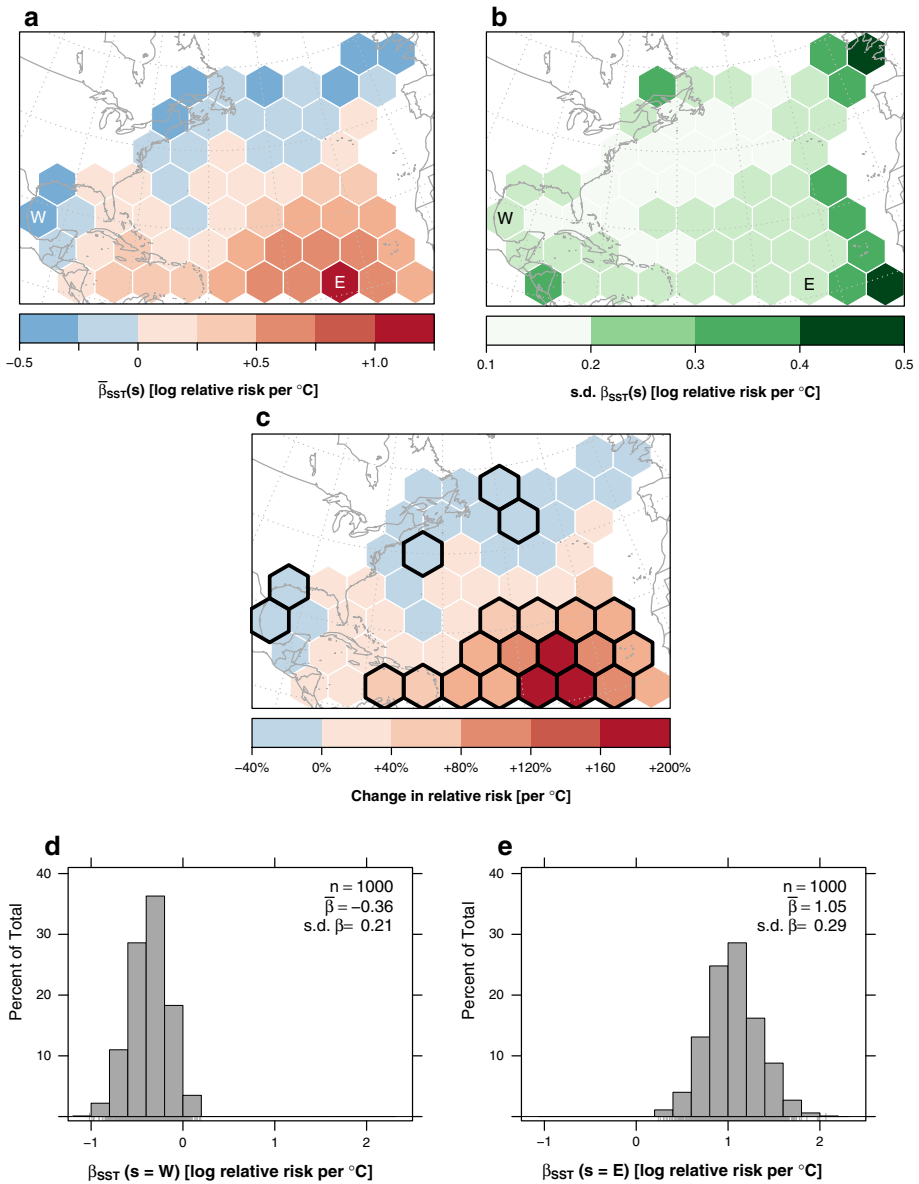 a
b
W
E
W
E
−0.5 0 +0.5 +1.0
0.1 0.2 0.3 0.4 0.5
β̅SST(s) [log relative risk per °C]
s.d. βSST(s) [log relative risk per °C]
c
−40% 0% +40% +80% +120% +160 +200%
Change in relative risk [per °C]
d
e
n = 1000
β̅ = −0.36
s.d. β= 0.21
n = 1000
β̅ = 1.05
s.d. β= 0.29
Percent of Total
40
30
20
10
−1 0 1 2
βSST (s = W) [log relative risk per °C]
Percent of Total
40
30
20
10
−1 0 1 2
βSST (s = E) [log relative risk per °C]